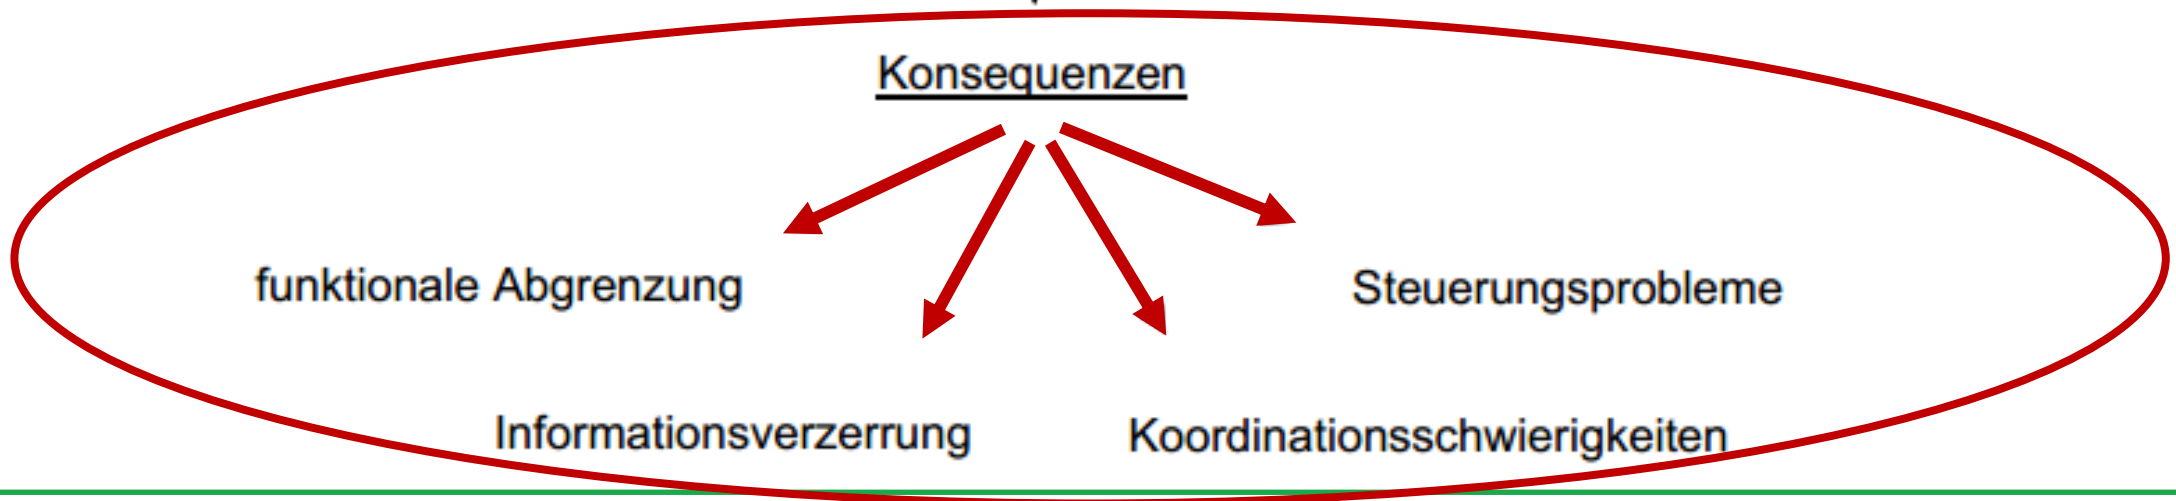 Konsequenzen
funktionale Abgrenzung
Steuerungsprobleme
Informationsverzerrung
Koordinationsschwierigkeiten